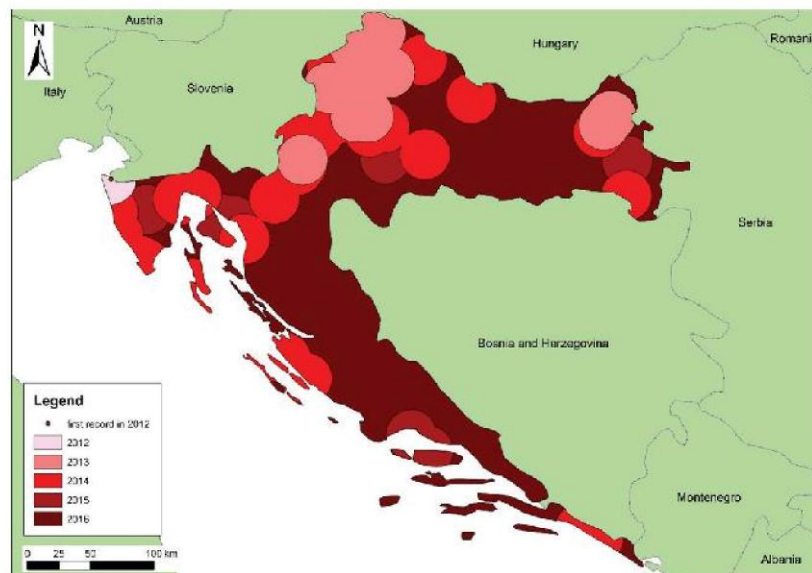 Austria
Hungary
Romani
N
Italy
Slovenia
Serbia
Bosnia and Herzegovina
Legend
first record in 2012
2012
2013
2014
2015
2016
Montenegro
0 25 50 100 km
Albania